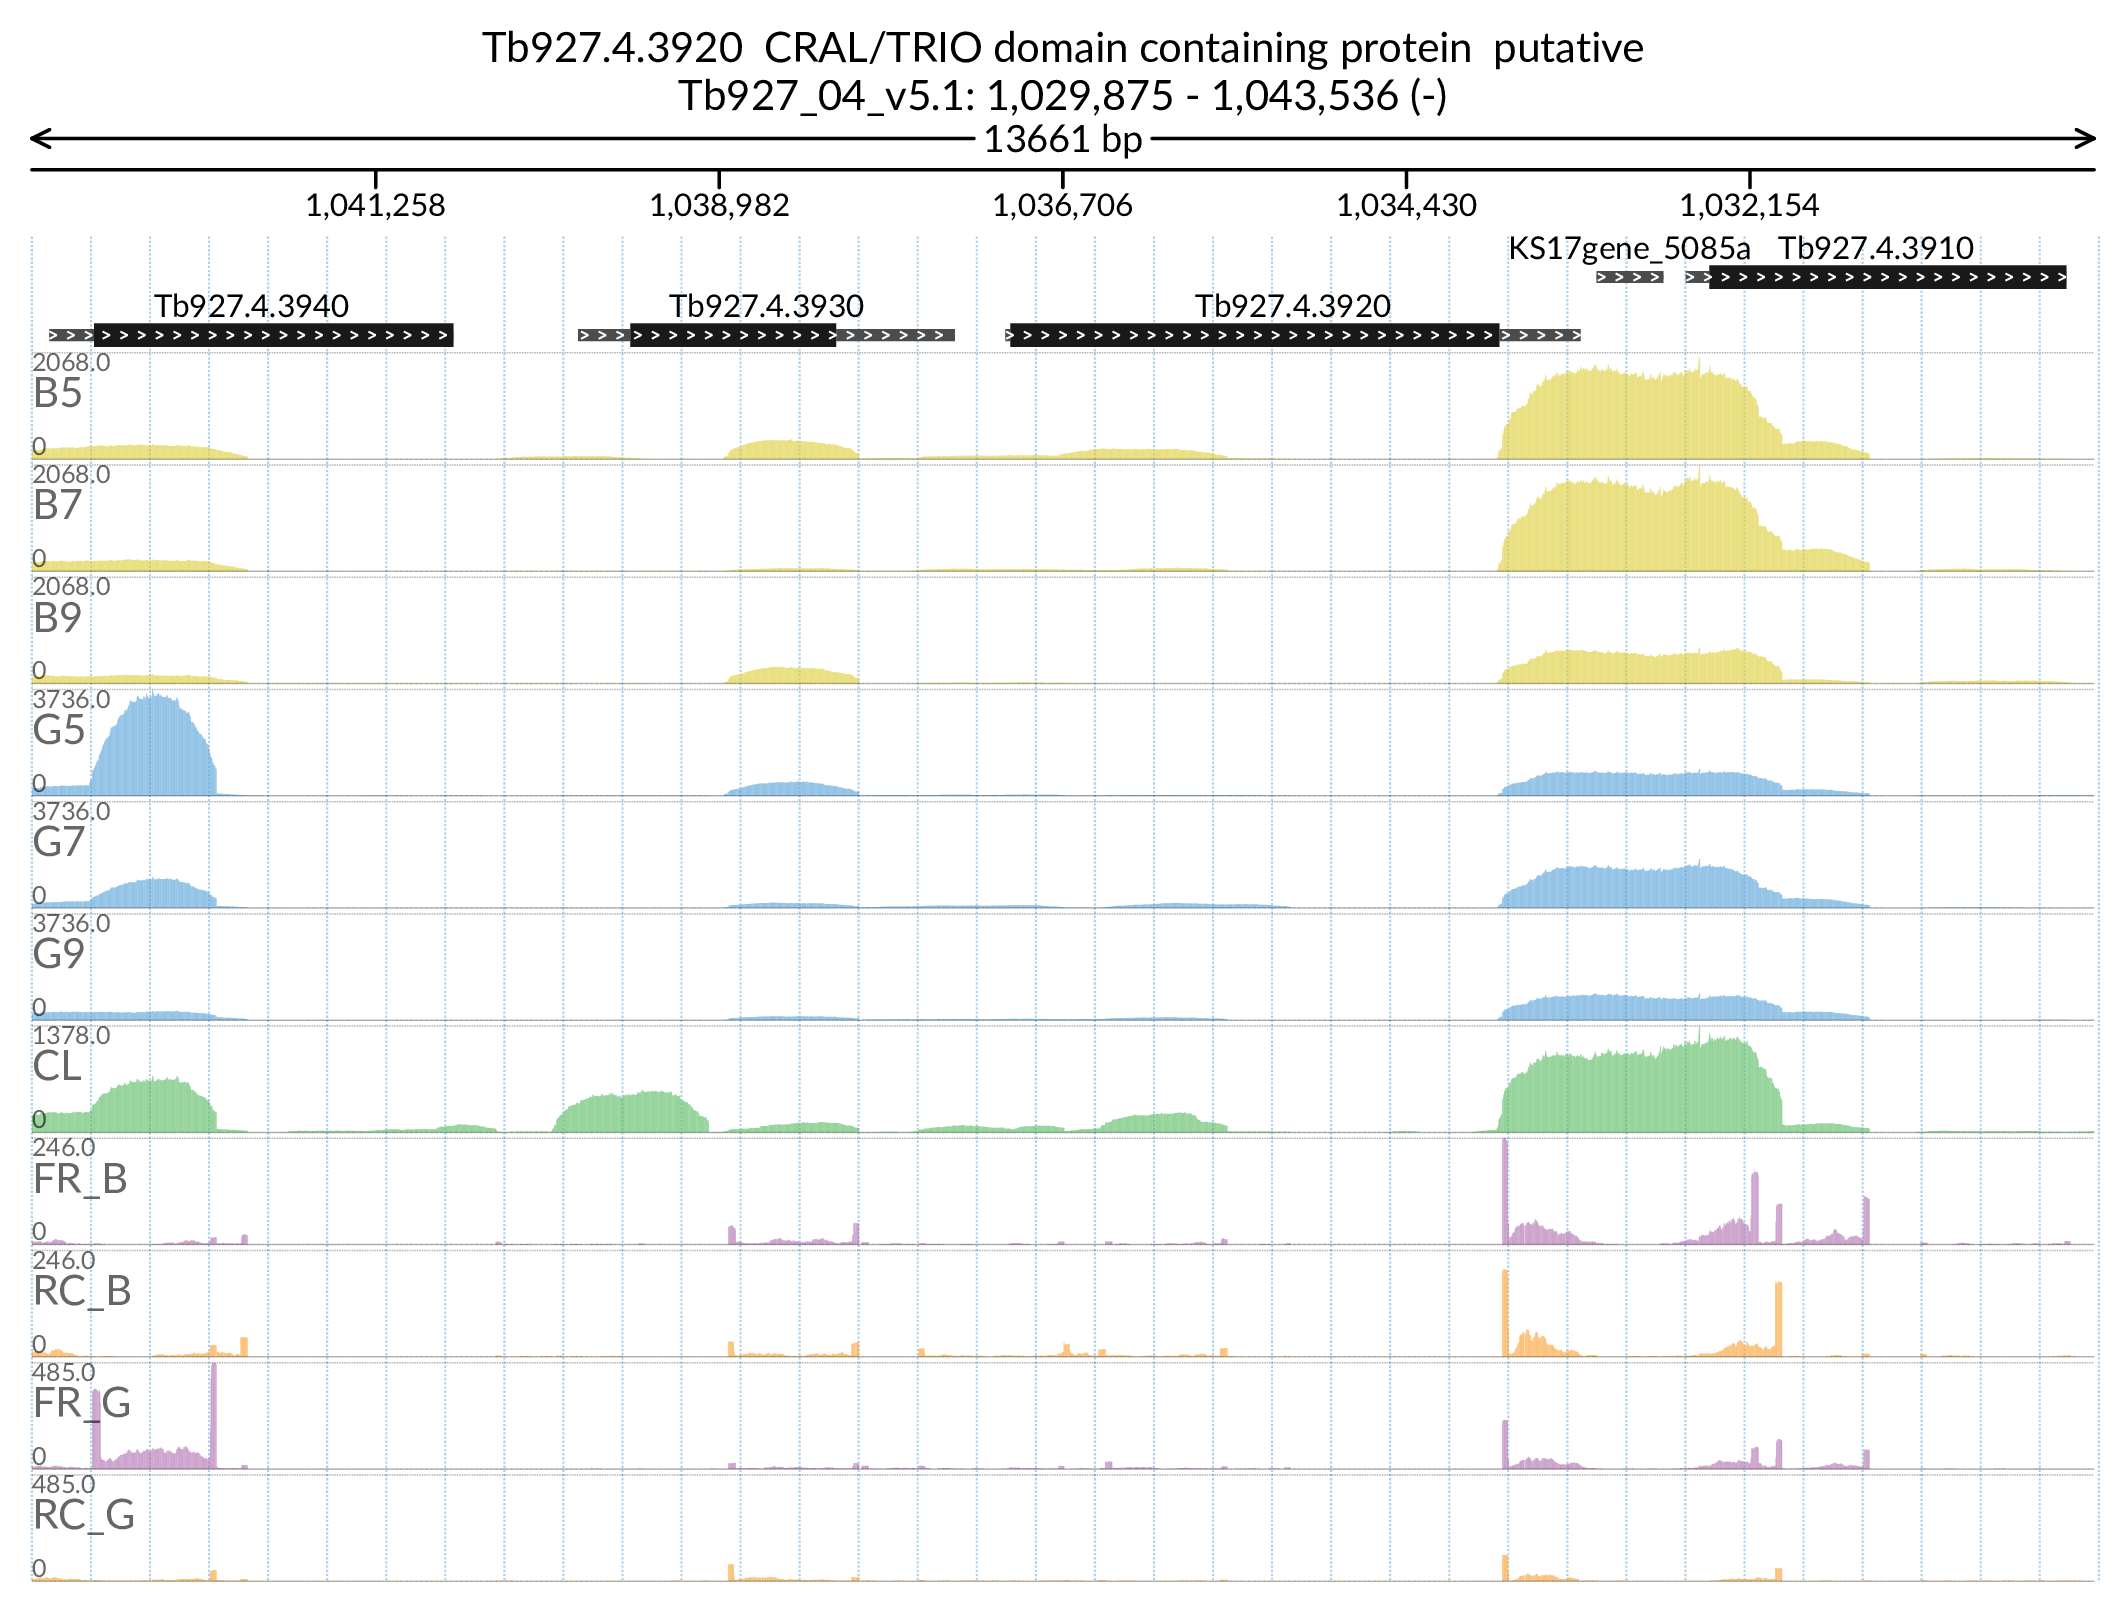 Tb927.4.3920  CRAL/TRIO domain containing protein  putative
Tb927_04_v5.1: 1,029,875 - 1,043,536 (-)
13661 bp
1,041,258 1,038,982 1,036,706 1,034,430 1,032,154
KS17gene_5085a Tb927.4.3910
Tb927.4.3940 Tb927.4.3930 Tb927.4.3920
2068.0
B5
0
2068.0
B7
0
2068.0
B9
0
3736.0
G5
0
3736.0
G7
0
3736.0
G9
0
1378.0
CL
0
246.0
FR_B
0
246.0
RC_B
0
485.0
FR_G
0
485.0
RC_G
0